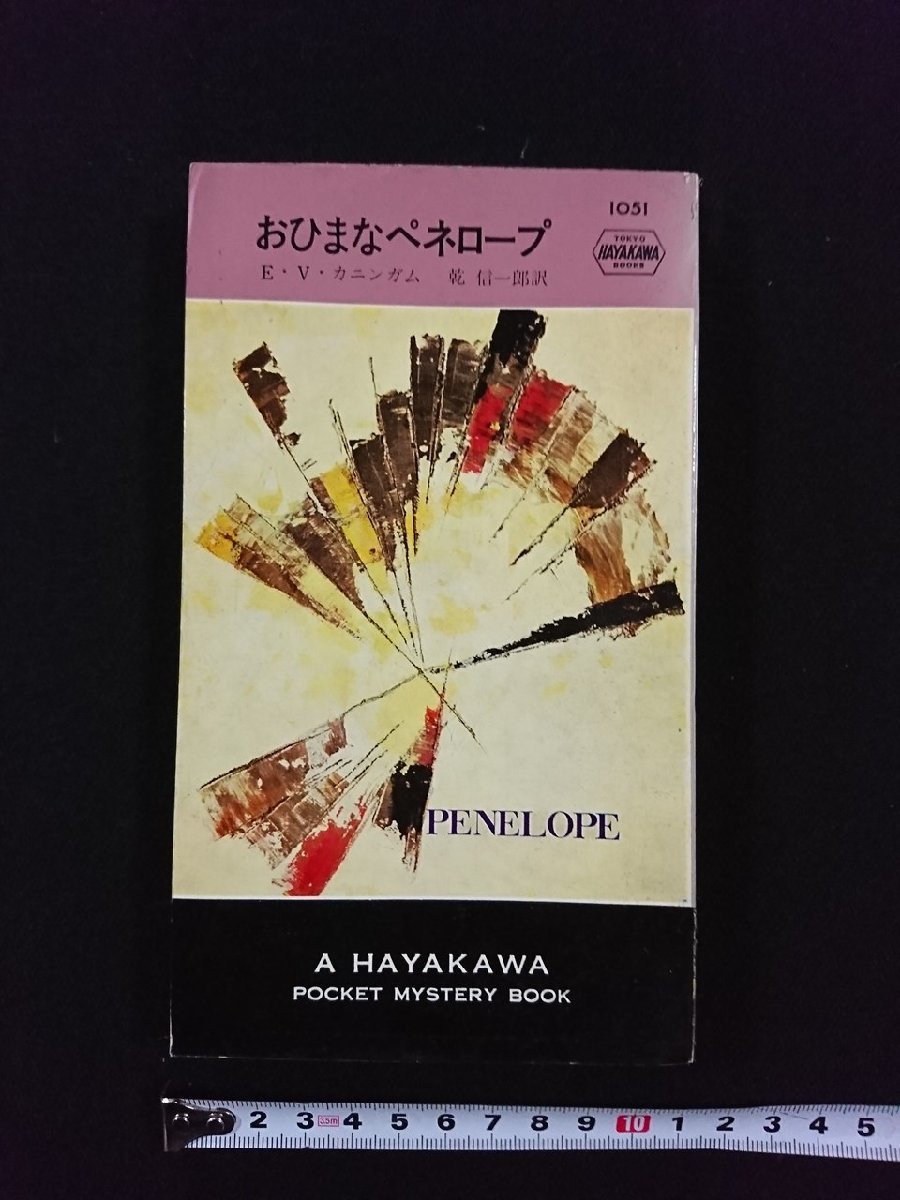 1051
おひまなペネロープ
TOKYO
HAYAKAWA
BOOKS
E・V・カニンガム 乾 信一郎訳
PENELOPE
A HAYAKAWA
POCKET MYSTERY BOOK
2 3 3.5m 4 5 6 7 8 9 10 1 2 3 4 5